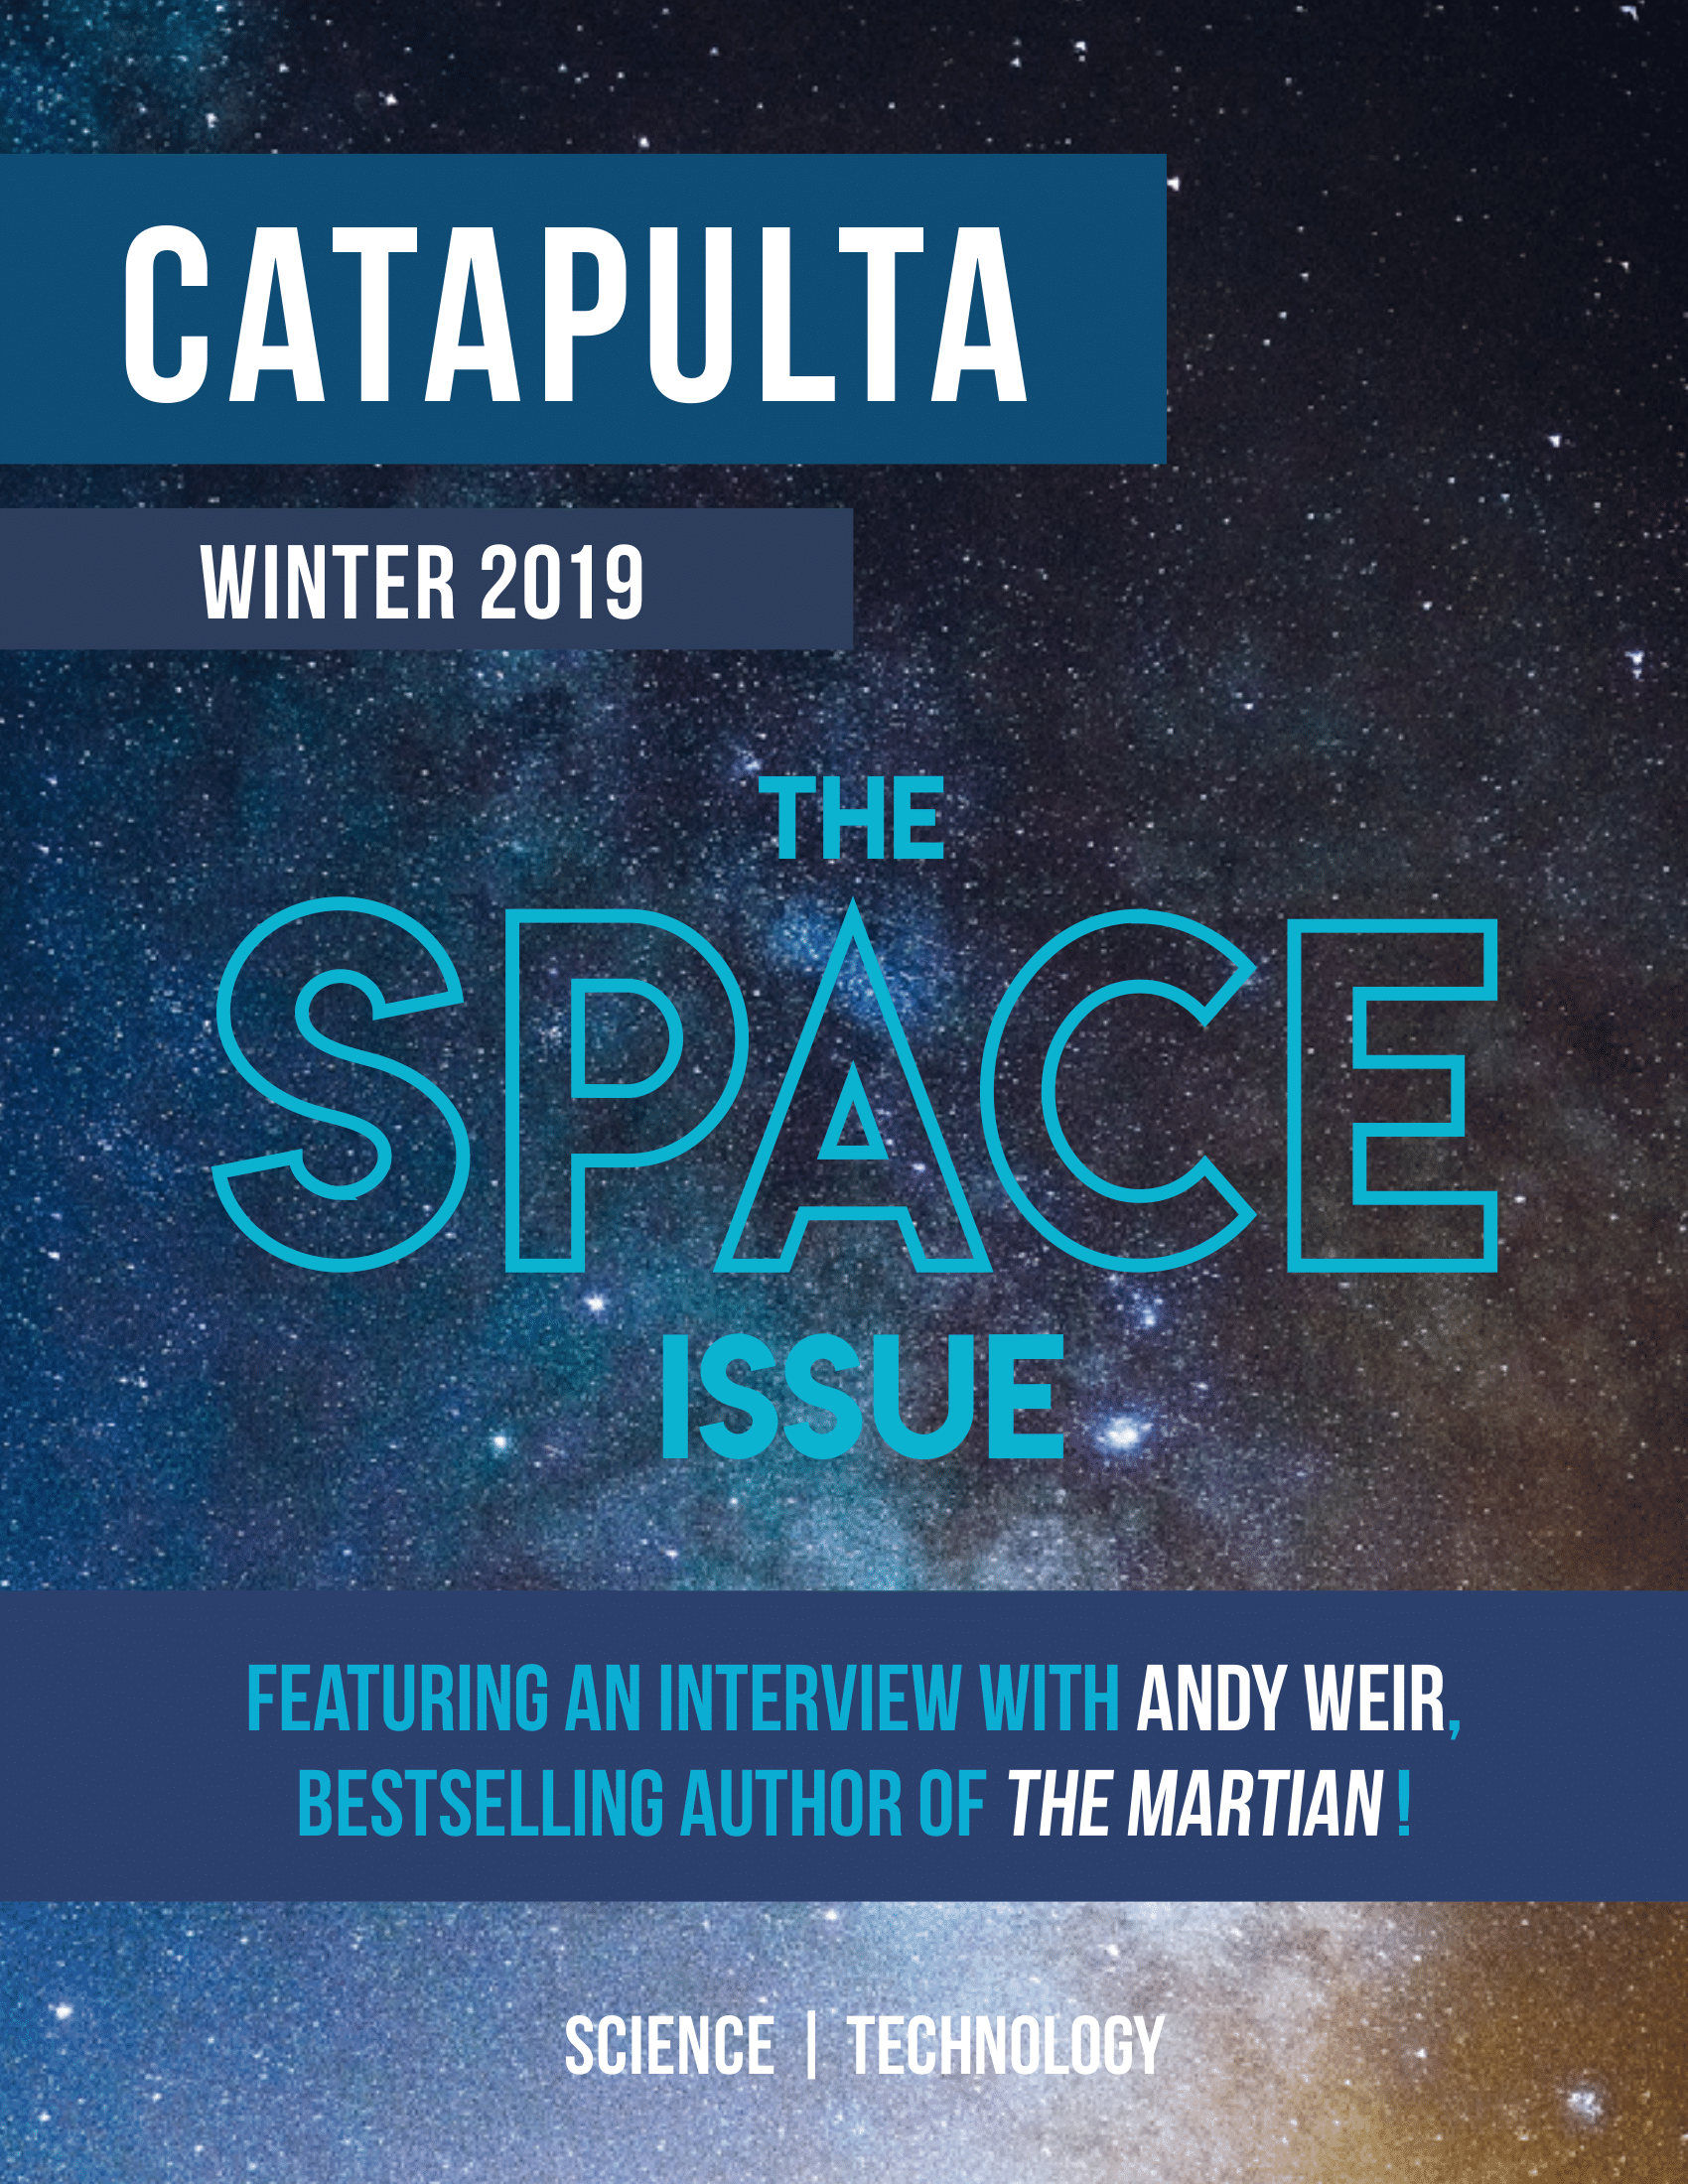 CATAPULTA
WINTER 2019
THE
SPACE
ISSUE
FEATURING AN INTERVIEW WITH ANDY WEIR,
BESTSELLING AUTHOR OF THE MARTIAN!
SCIENCE | TECHNOLOGY